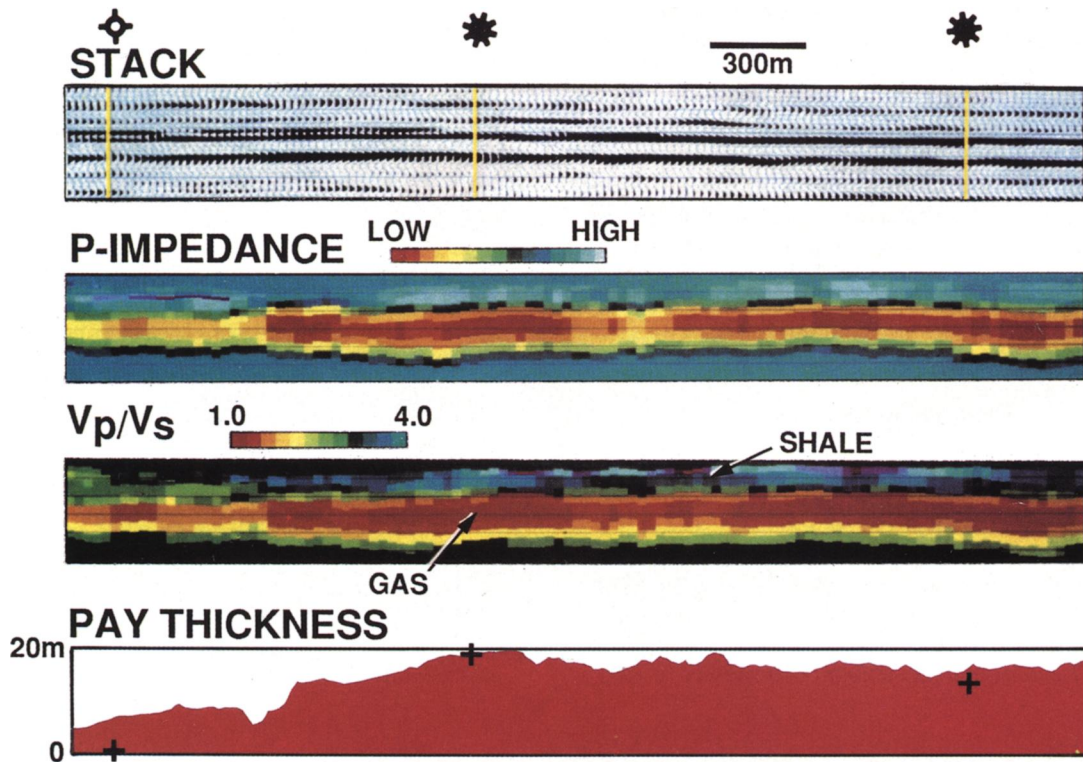 STACK
300m
P-IMPEDANCE
LOW HIGH
Vp/Vs
1.0 4.0
SHALE
GAS
PAY THICKNESS
20m
0